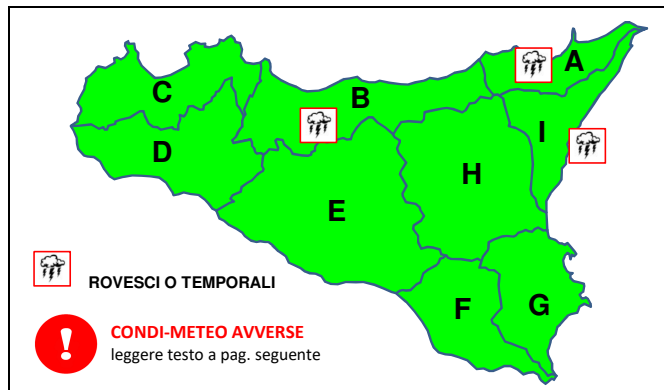 A
C
B
I
D
H
E
ROVESCI O TEMPORALI
F
G
CONDI-METEO AVVERSE
leggere testo a pag. seguente